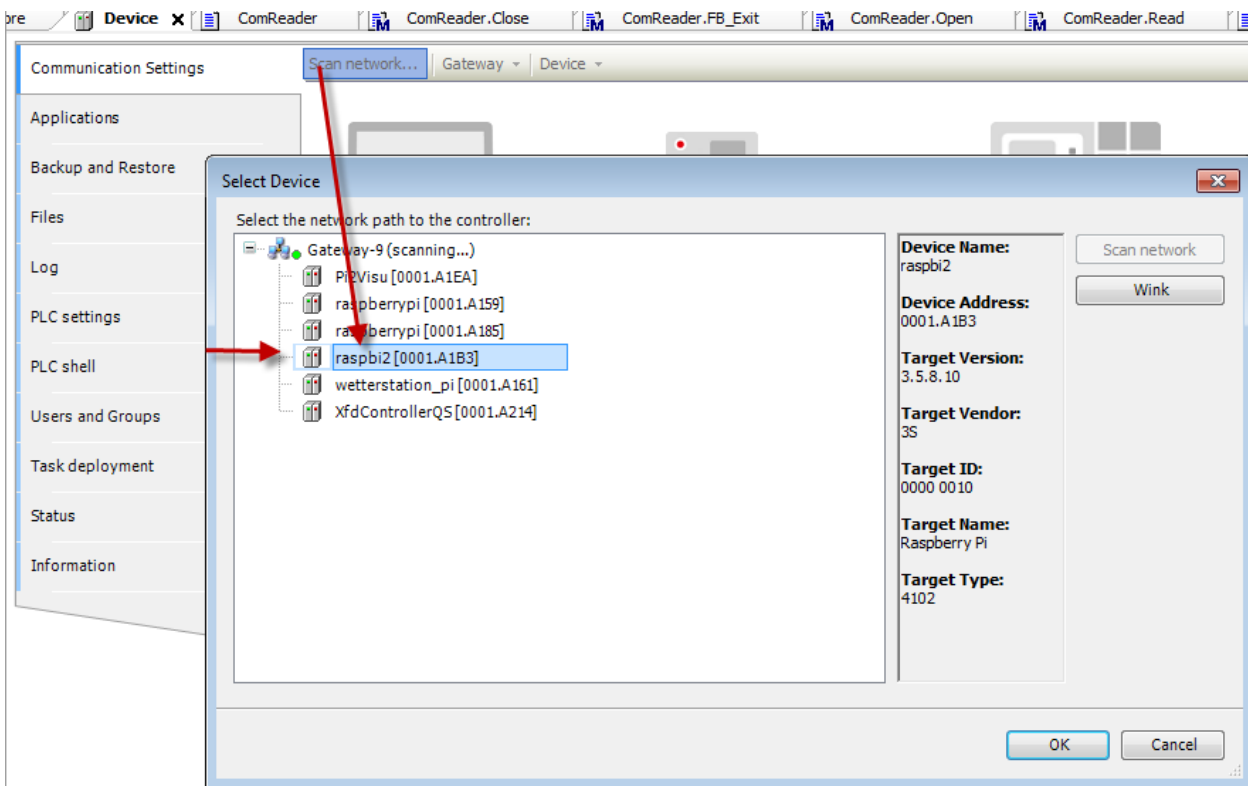 ore
Device
ComReader
ComReader.Close
ComReader.FB_Exit
ComReader.Open
ComReader.Read
Communication Settings
Scan network...
Gateway
Device
Applications
Backup and Restore
Files
Log
PLC settings
PLC shell
Users and Groups
Task deployment
Status
Information
Select Device
Select the network path to the controller:
Gateway-9 (scanning...)
Pi2Visu [0001.A1EA]
raspberrypi [0001.A159]
raspberrypi [0001.A185]
raspbi2 [0001.A1B3]
wetterstation_pi [0001.A161]
XfdControllerQS [0001.A214]
Device Name:
raspbi2
Device Address:
0001.A1B3
Target Version:
3.5.8.10
Target Vendor:
3S
Target ID:
0000 0010
Target Name:
Raspberry Pi
Target Type:
4102
Scan network
Wink
OK
Cancel